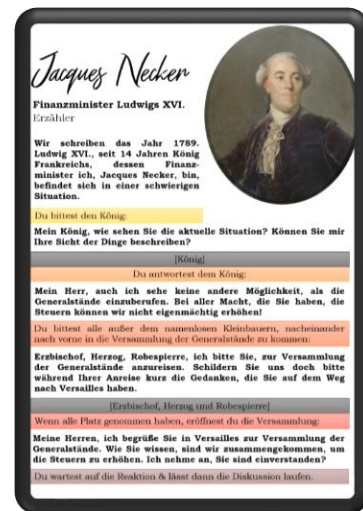 Jacques Necker
Finanzminister Ludwigs XVI.
Erzähler
Wir schreiben das Jahr 1789.
Ludwig XVI., seit 14 Jahren König
Frankreichs, dessen Finanz-
minister ich, Jacques Necker, bin,
befindet sich in einer schwierigen
Situation.
Du bittest den König:
Mein König, wie sehen Sie die aktuelle Situation? Können Sie mir
Ihre Sicht der Dinge beschreiben?
[König]
Du antwortest dem König:
Mein Herr, auch ich sehe keine andere Möglichkeit, als die
Generalstände einzuberufen. Bei aller Macht, die Sie haben, die
Steuern können wir nicht eigenmächtig erhöhen!
Du bittest alle außer dem namenlosen Kleinbauern, nacheinander
nach vorne in die Versammlung der Generalstände zu kommen:
Erzbischof, Herzog, Robespierre, ich bitte Sie, zur Versammlung
der Generalstände anzureisen. Schildern Sie uns doch bitte
während Ihrer Anreise kurz die Gedanken, die Sie auf dem Weg
nach Versailles haben.
[Erzbischof, Herzog und Robespierre]
Wenn alle Platz genommen haben, eröffnest du die Versammlung:
Meine Herren, ich begrüße Sie in Versailles zur Versammlung der
Generalstände. Wie Sie wissen, sind wir zusammengekommen, um
die Steuern zu erhöhen. Ich nehme an, Sie sind einverstanden?
Du wartest auf die Reaktion & lässt dann die Diskussion laufen.